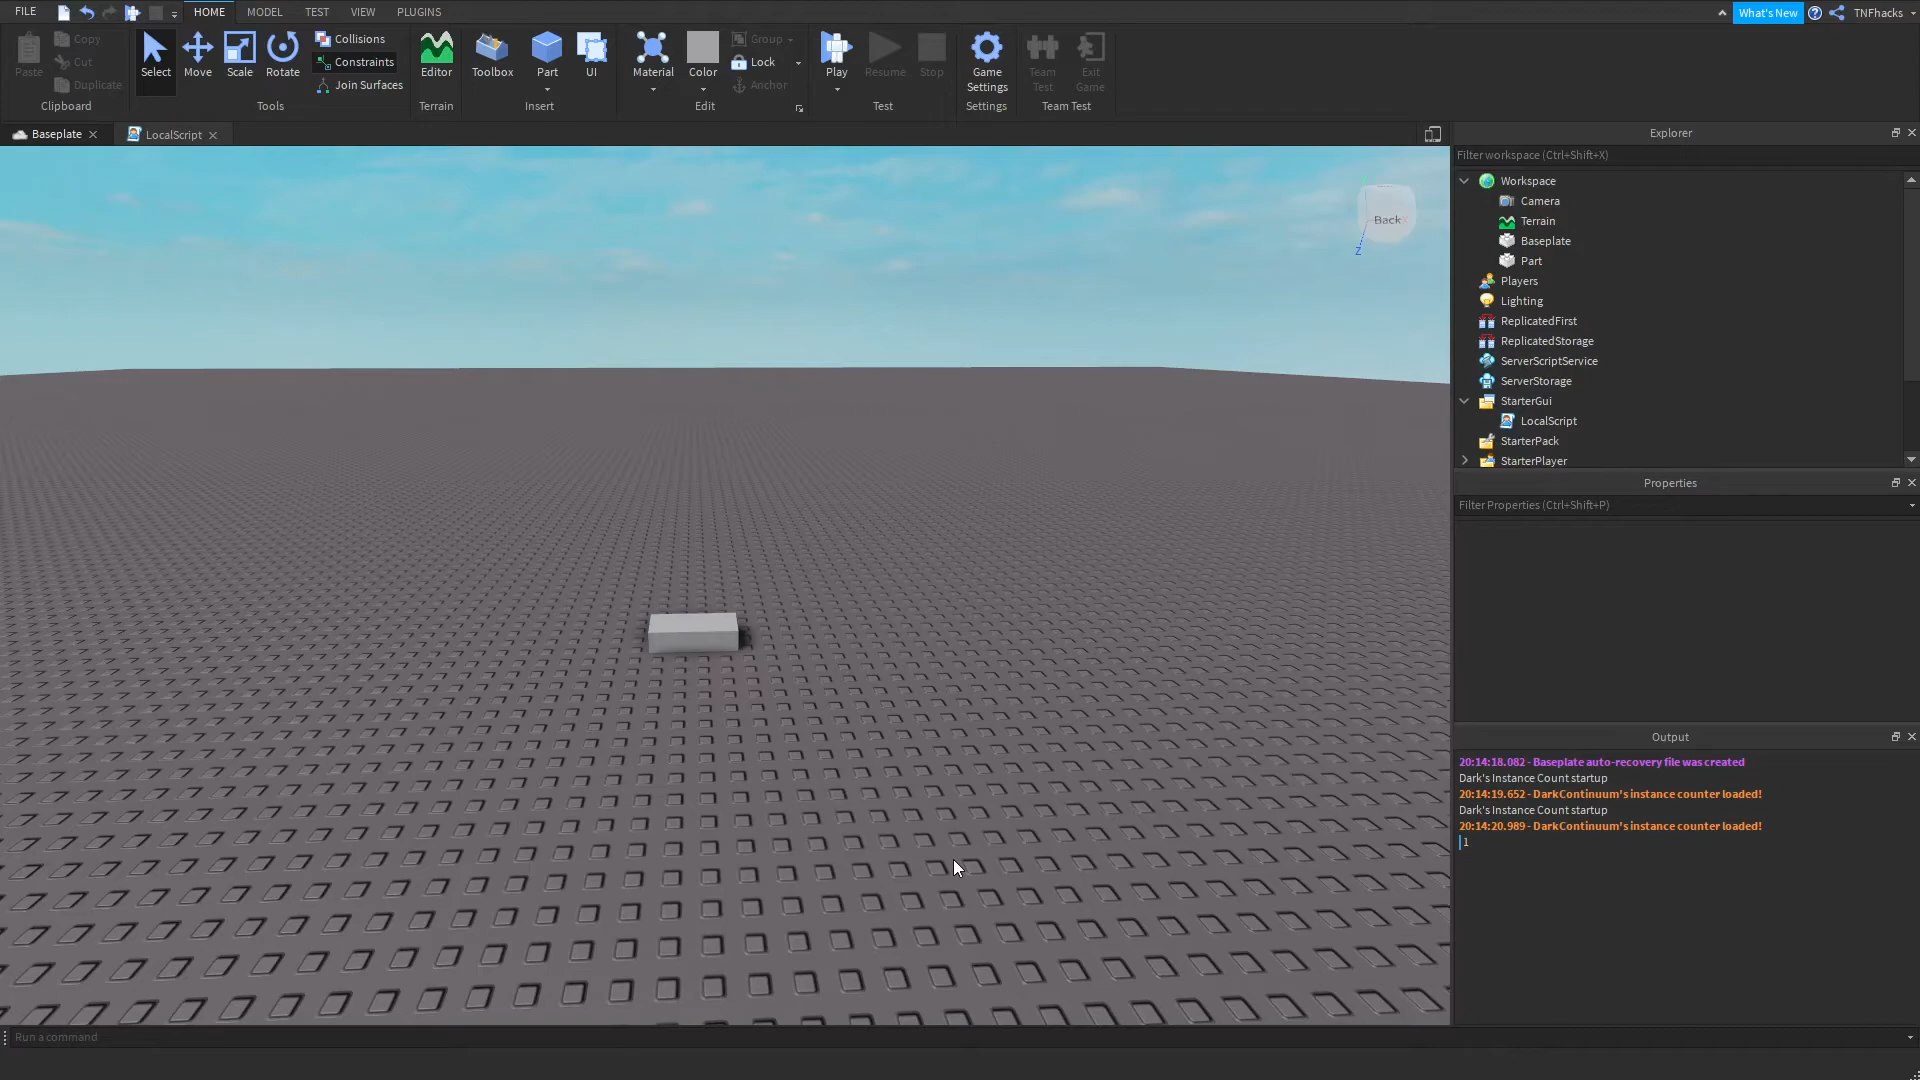 FILE HOME MODEL TEST VIEW PLUGINS What's New TNFhacks
Paste Copy Cut Duplicate
Clipboard
Select Move Scale Rotate Collisions Constraints Join Surfaces
Tools
Editor
Terrain
Toolbox Part UI
Insert
Material Color Group Lock Anchor
Edit
Play Resume Stop
Test
Game Settings
Settings
Team Test Exit Game
Team Test
Baseplate LocalScript
Back
X
Z
Explorer
Filter workspace (Ctrl+Shift+X)
Workspace
Camera
Terrain
Baseplate
Part
Players
Lighting
ReplicatedFirst
ReplicatedStorage
ServerScriptService
ServerStorage
StarterGui
LocalScript
StarterPack
StarterPlayer
Properties
Filter Properties (Ctrl+Shift+P)
Output
20:14:18.082 - Baseplate auto-recovery file was created
Dark's Instance Count startup
20:14:19.652 - DarkContinuum's instance counter loaded!
Dark's Instance Count startup
20:14:20.989 - DarkContinuum's instance counter loaded!
1
Run a command